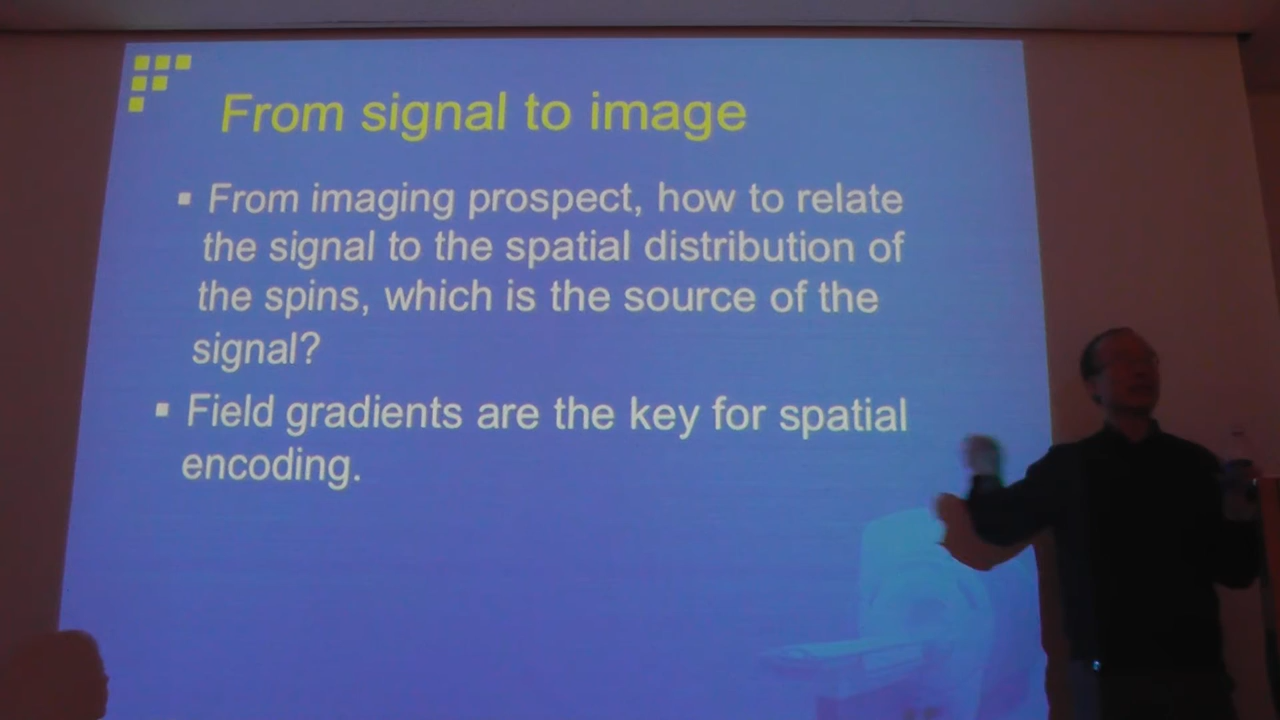 From signal to image
From imaging prospect, how to relate
the signal to the spatial distribution of
the spins, which is the source of the
signal?
Field gradients are the key for spatial
encoding.